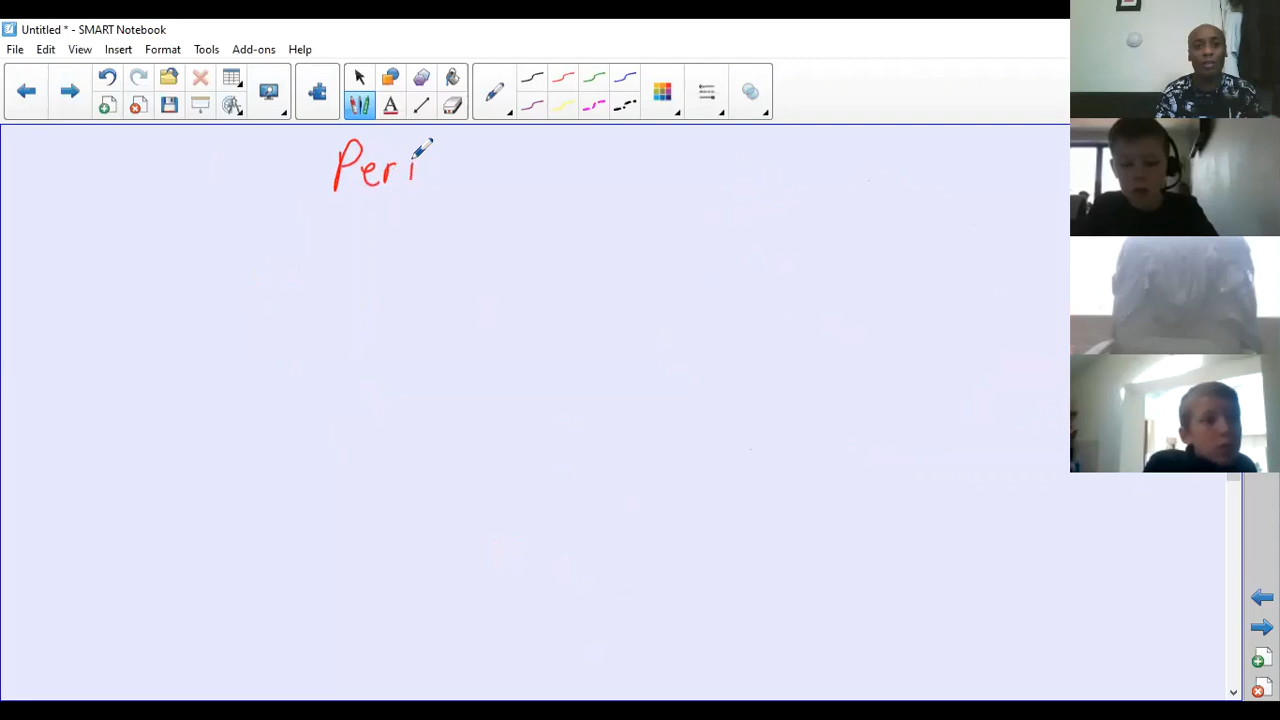 Untitled * - SMART Notebook
File Edit View Insert Format Tools Add-ons Help
Peri